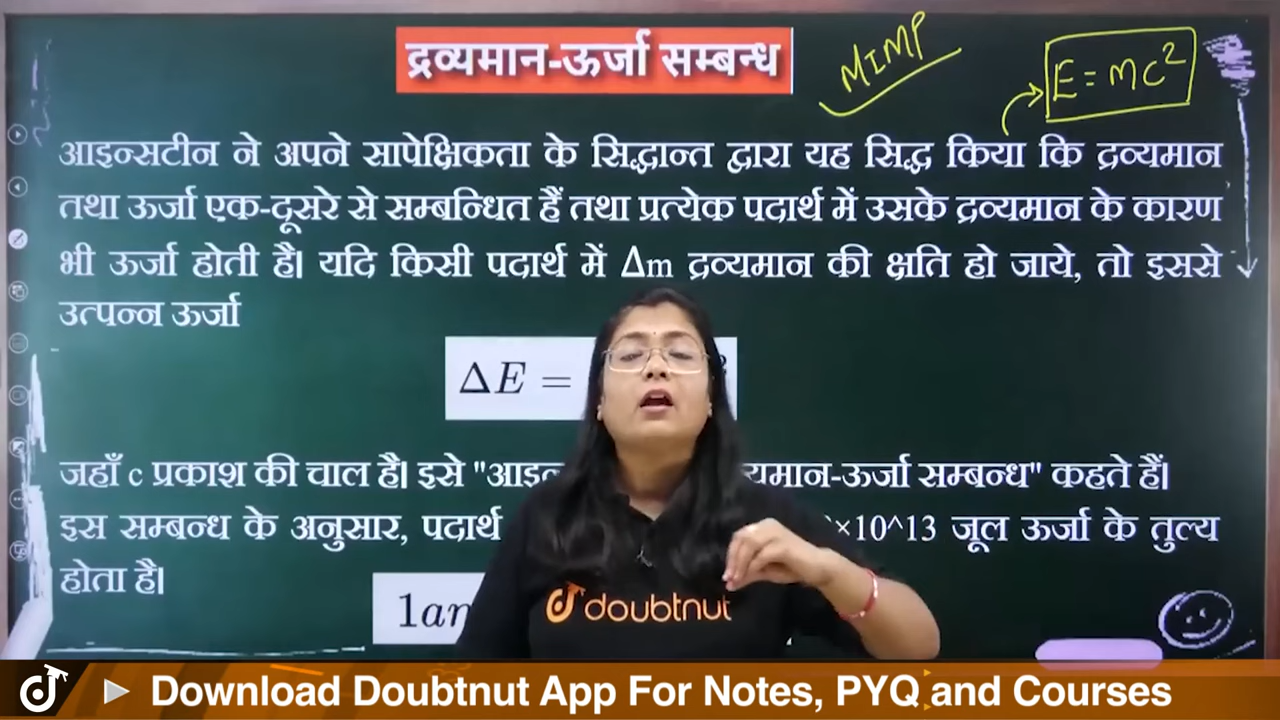 द्रव्यमान-ऊर्जा सम्बन्ध
MIMP
E = mc²
आइन्सटीन ने अपने सापेक्षिकता के सिद्धान्त द्वारा यह सिद्ध किया कि द्रव्यमान
तथा ऊर्जा एक-दूसरे से सम्बन्धित हैं तथा प्रत्येक पदार्थ में उसके द्रव्यमान के कारण
भी ऊर्जा होती है। यदि किसी पदार्थ में Δm द्रव्यमान की क्षति हो जाये, तो इससे
उत्पन्न ऊर्जा
ΔE =
जहाँ c प्रकाश की चाल है। इसे "आइन यमान-ऊर्जा सम्बन्ध" कहते हैं।
इस सम्बन्ध के अनुसार, पदार्थ ×10^13 जूल ऊर्जा के तुल्य
होता है।
1am
doubtnut
Download Doubtnut App For Notes, PYQ and Courses